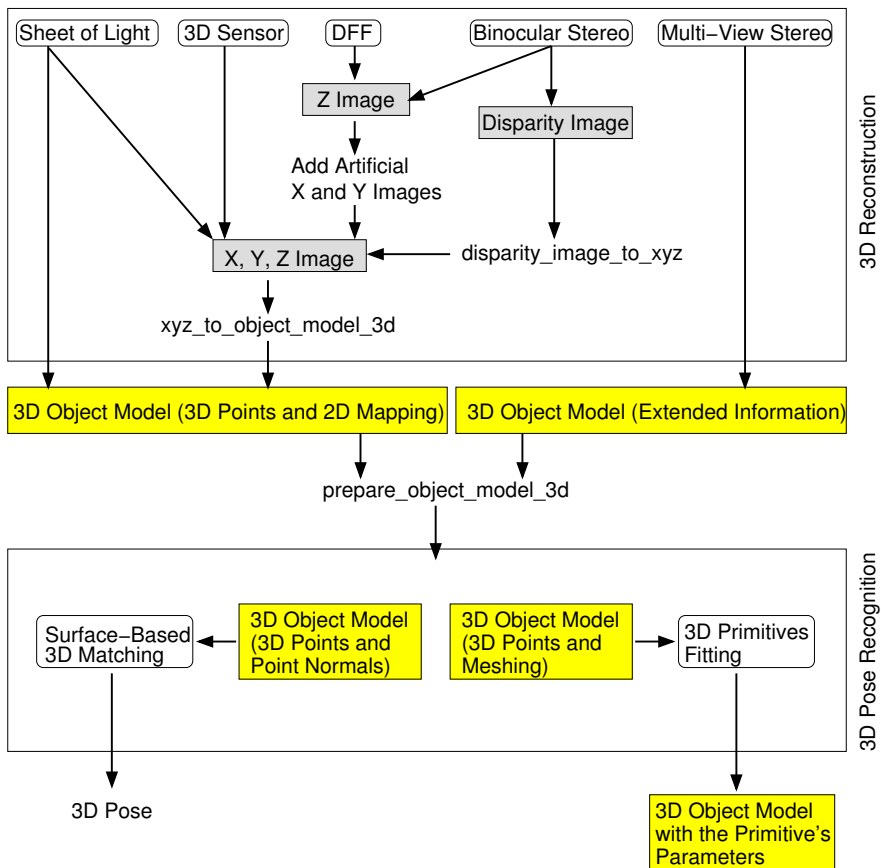 Sheet of Light
3D Sensor
DFF
Binocular Stereo
Multi−View Stereo
Z Image
Disparity Image
Add Artificial
X and Y Images
X, Y, Z Image
disparity_image_to_xyz
xyz_to_object_model_3d
3D Reconstruction
3D Object Model (3D Points and 2D Mapping)
3D Object Model (Extended Information)
prepare_object_model_3d
Surface−Based
3D Matching
3D Object Model
(3D Points and
Point Normals)
3D Object Model
(3D Points and
Meshing)
3D Primitives
Fitting
3D Pose Recognition
3D Pose
3D Object Model
with the Primitive's
Parameters